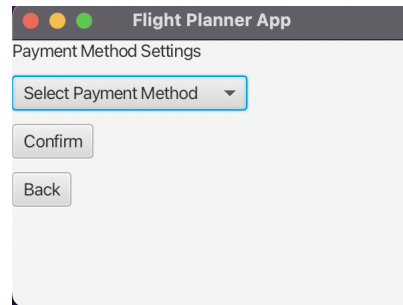 Flight Planner App
Payment Method Settings
Select Payment Method
Confirm
Back